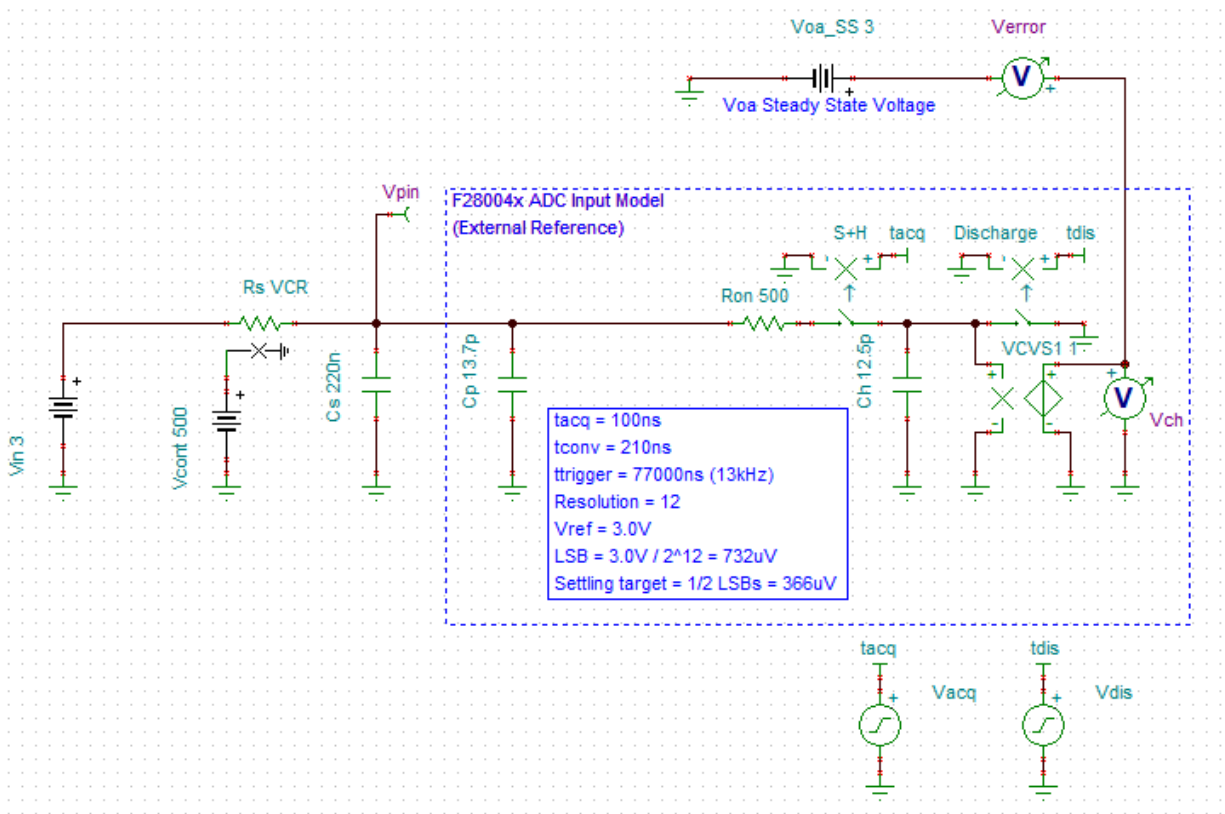 Voa_SS 3
Verror
V
+
+
Voa Steady State Voltage
Vpin
F28004x ADC Input Model
(External Reference)
S+H
tacq
Discharge
tdis
Rs VCR
Ron 500
VCVS1 1
Cs 220n
Cp 13.7p
Ch 12.5p
V
Vch
Vin 3
Vcont 500
tacq = 100ns
tconv = 210ns
ttrigger = 77000ns (13kHz)
Resolution = 12
Vref = 3.0V
LSB = 3.0V / 2^12 = 732uV
Settling target = 1/2 LSBs = 366uV
tacq
tdis
Vacq
Vdis